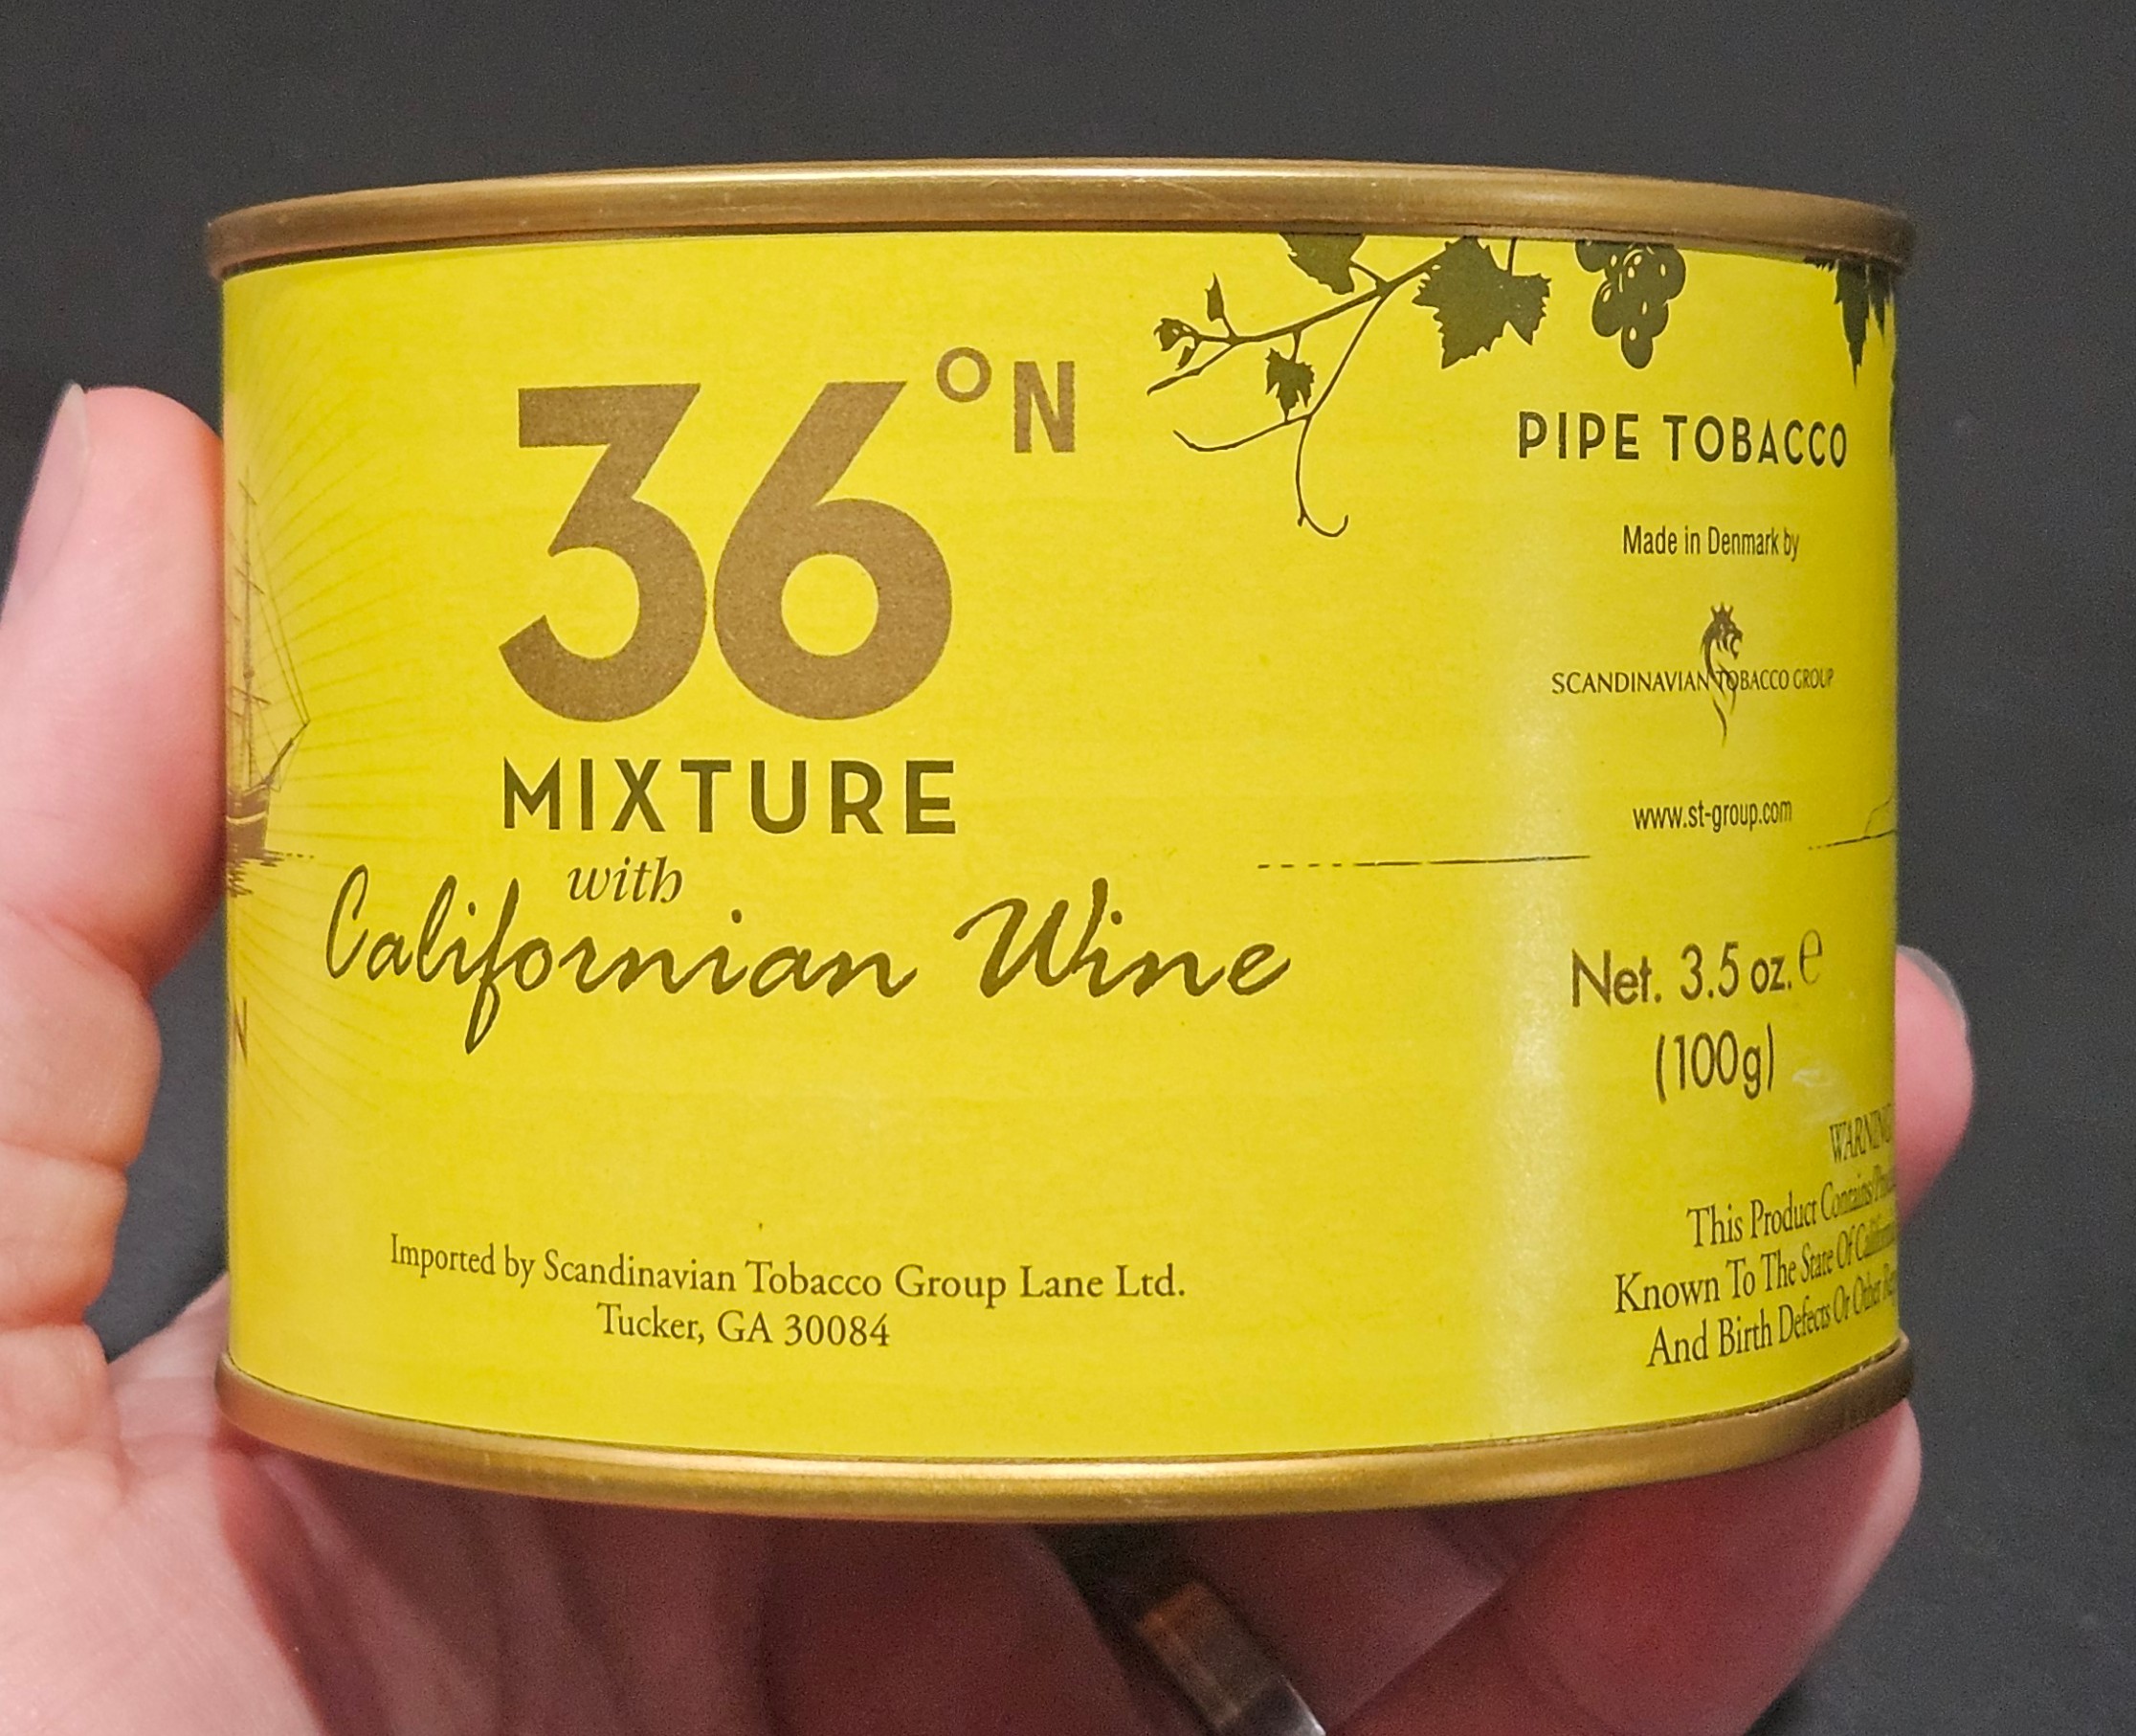 36°N
MIXTURE
with
Californian Wine
Imported by Scandinavian Tobacco Group Lane Ltd.
Tucker, GA 30084
PIPE TOBACCO
Made in Denmark by
SCANDINAVIAN TOBACCO GROUP
www.st-group.com
Net. 3.5 oz. ℮
(100g)
WARNING
This Product
Known To The State Of
And Birth Defects Or Other
N